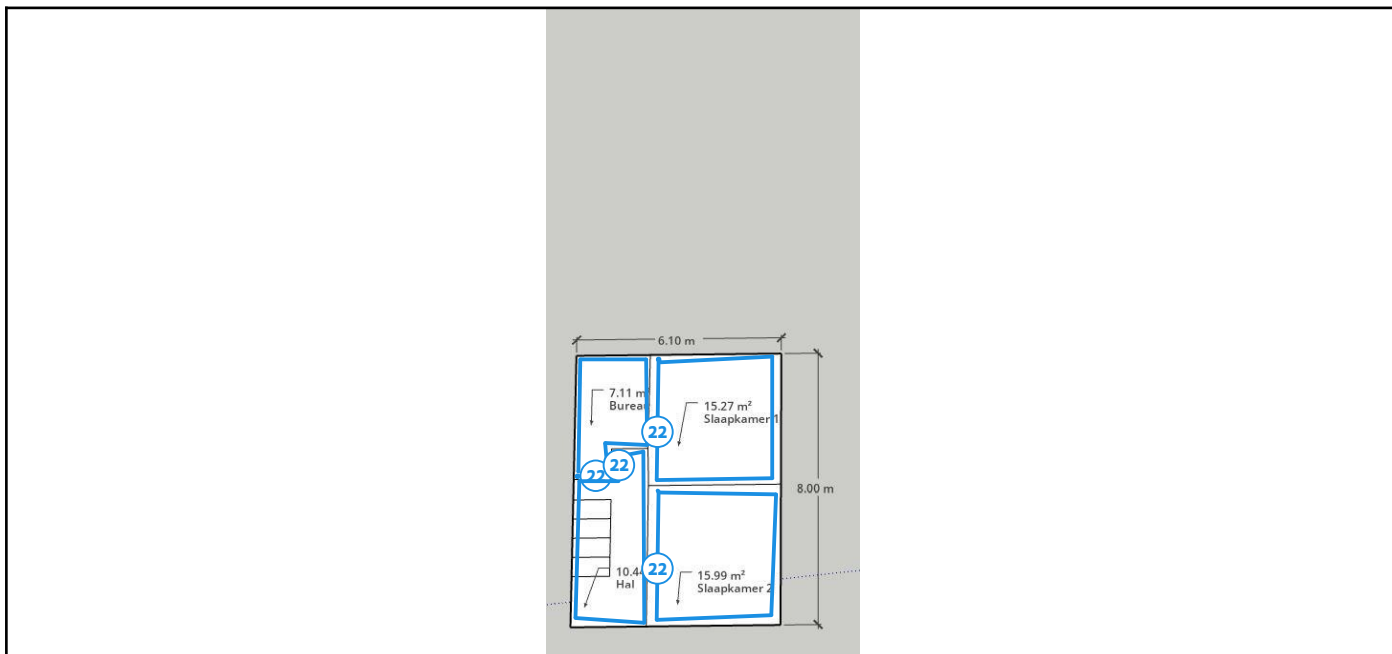 6.10 m
7.11 m
Bureau
15.27 m²
Slaapkamer 1
22
22
22
8.00 m
10.44
Hal
22
15.99 m²
Slaapkamer 2